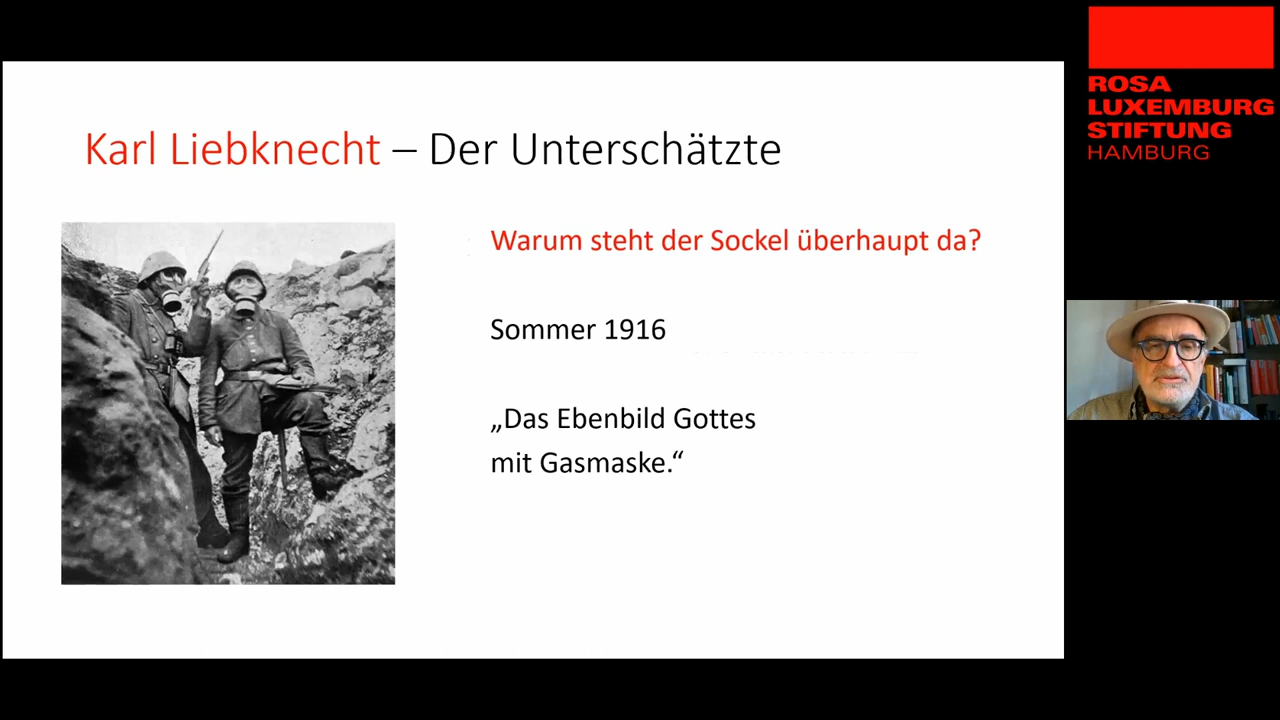 Karl Liebknecht – Der Unterschätzte
Warum steht der Sockel überhaupt da?
Sommer 1916
„Das Ebenbild Gottes
mit Gasmaske.“
ROSA
LUXEMBURG
STIFTUNG
HAMBURG